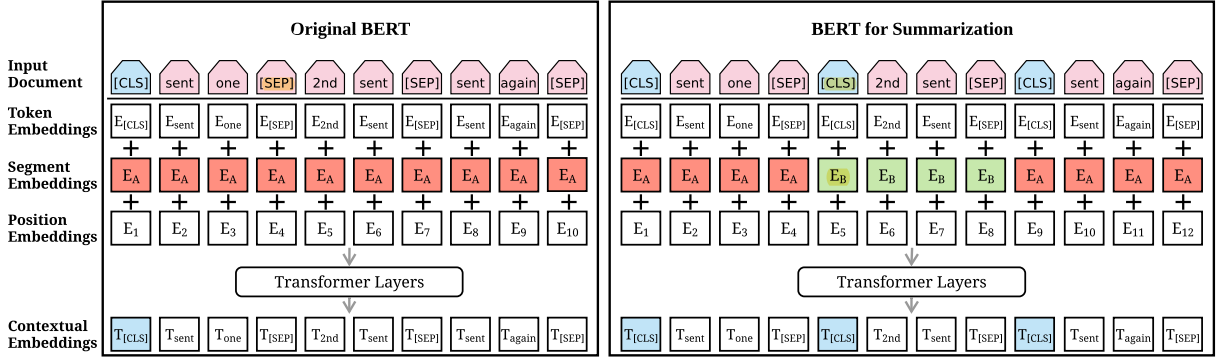 Original BERT
BERT for Summarization
Input Document
[CLS] sent one [SEP] 2nd sent [SEP] sent again [SEP]
[CLS] sent one [SEP] [CLS] 2nd sent [SEP] [CLS] sent again [SEP]
Token Embeddings
E[CLS] Esent Eone E[SEP] E2nd Esent E[SEP] Esent Eagain E[SEP]
E[CLS] Esent Eone E[SEP] E[CLS] E2nd Esent E[SEP] E[CLS] Esent Eagain E[SEP]
+ + + + + + + + + +
+ + + + + + + + + + + +
Segment Embeddings
EA EA EA EA EA EA EA EA EA EA
EA EA EA EA EB EB EB EB EA EA EA EA
+ + + + + + + + + +
+ + + + + + + + + + + +
Position Embeddings
E1 E2 E3 E4 E5 E6 E7 E8 E9 E10
E1 E2 E3 E4 E5 E6 E7 E8 E9 E10 E11 E12
Transformer Layers
Transformer Layers
Contextual Embeddings
T[CLS] Tsent Tone T[SEP] T2nd Tsent T[SEP] Tsent Tagain T[SEP]
T[CLS] Tsent Tone T[SEP] T[CLS] T2nd Tsent T[SEP] T[CLS] Tsent Tagain T[SEP]